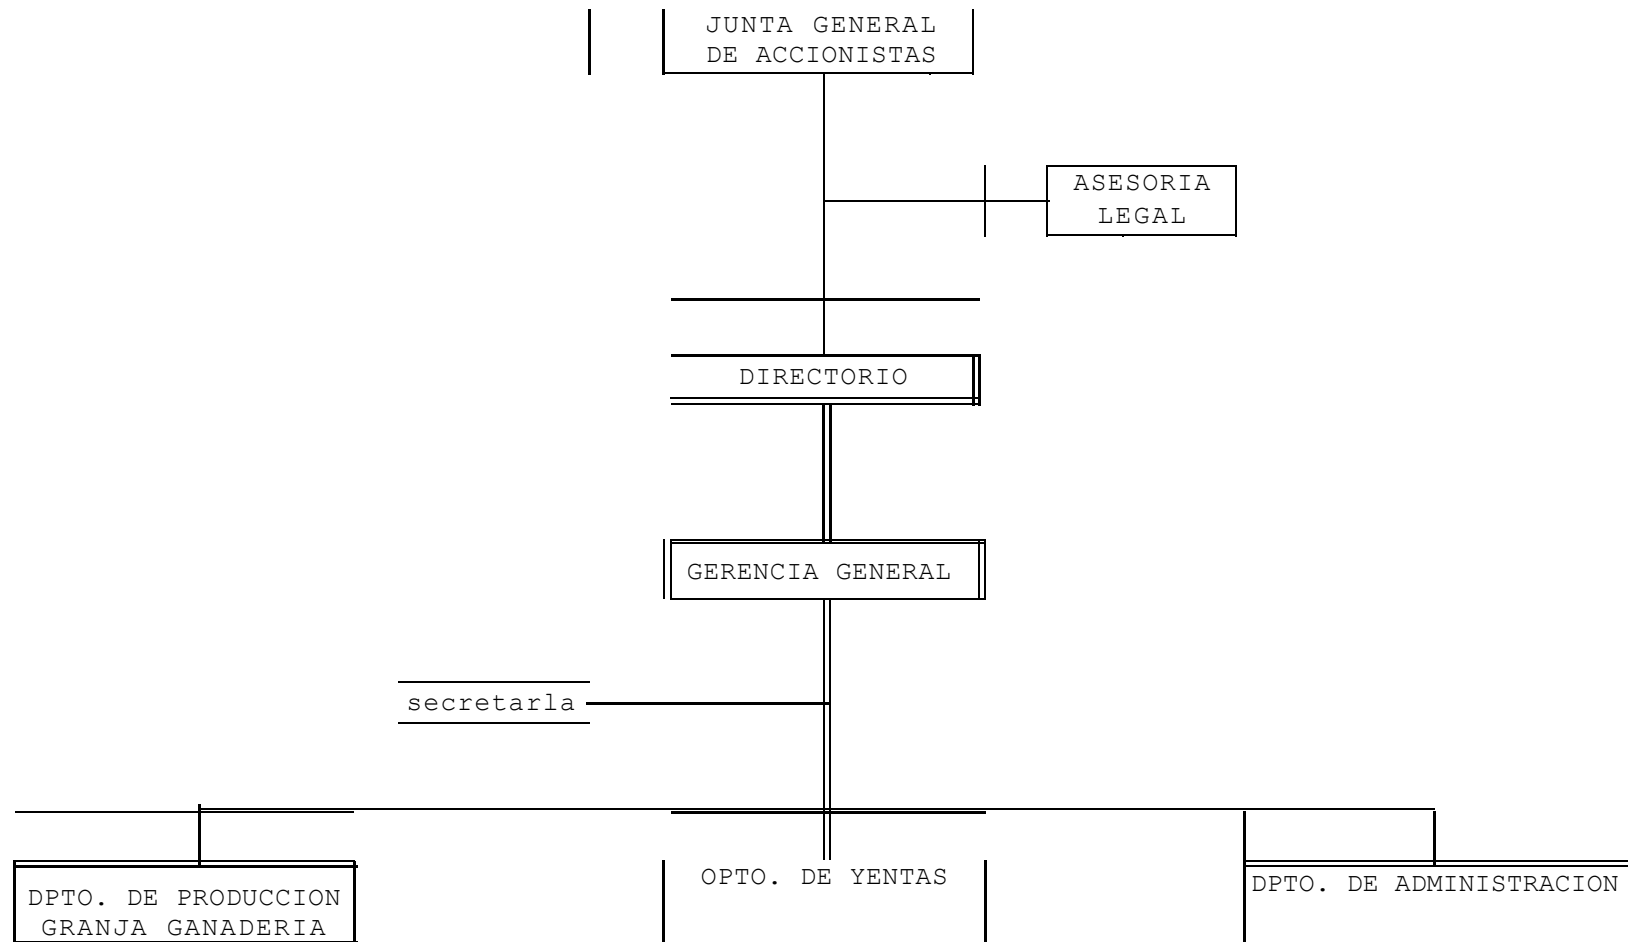 JUNTA GENERAL
DE ACCIONISTAS
ASESORIA
LEGAL
DIRECTORIO
GERENCIA GENERAL
secretarla
OPTO. DE YENTAS
DPTO. DE ADMINISTRACION
DPTO. DE PRODUCCION
GRANJA GANADERIA